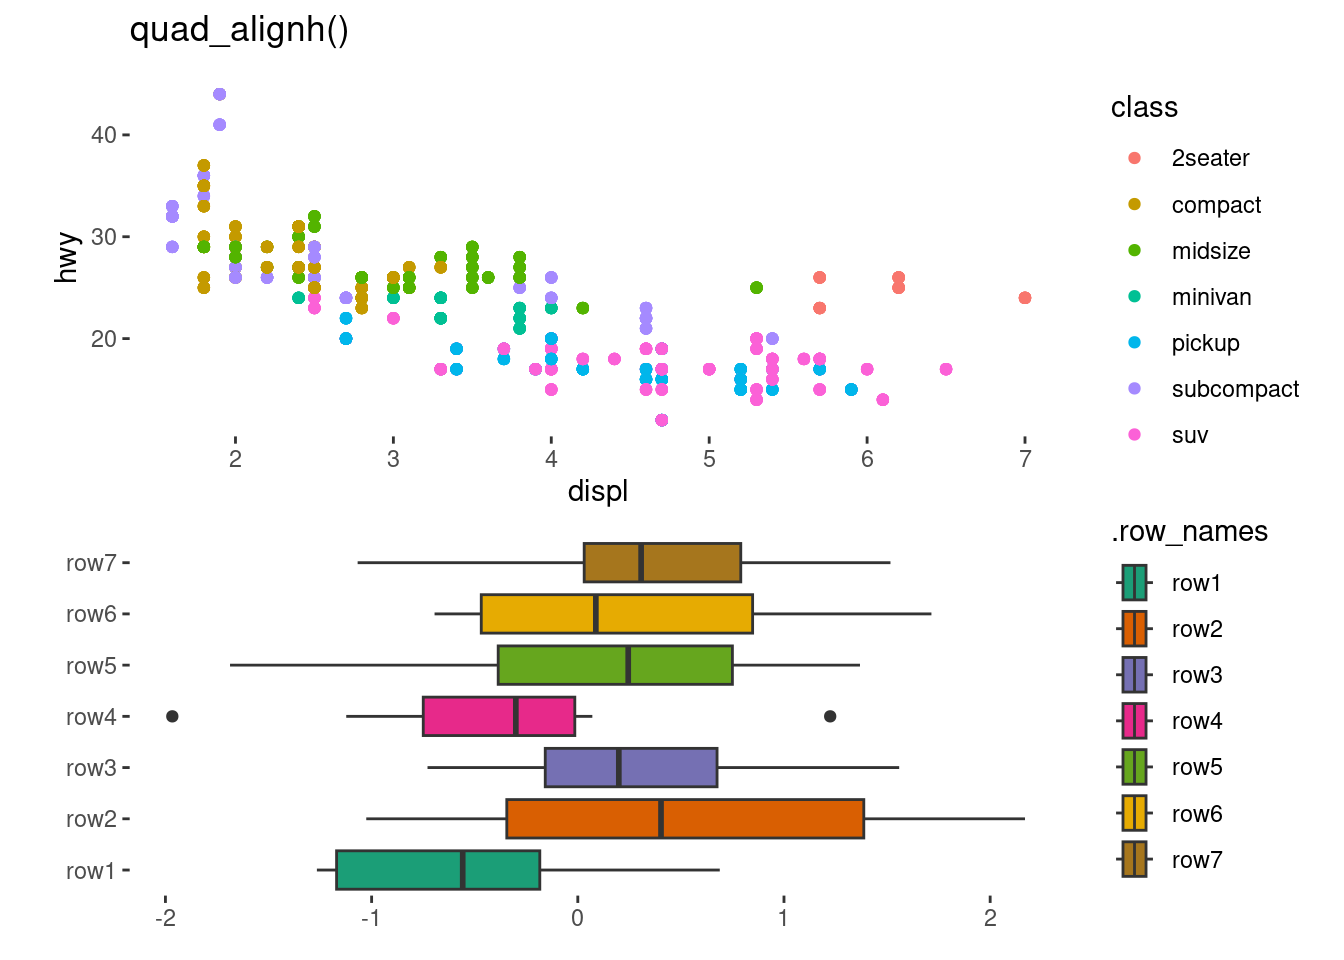 quad_alignh()
hwy
40
30
20
2 3 4 5 6 7
displ
class
2seater
compact
midsize
minivan
pickup
subcompact
suv
row7
row6
row5
row4
row3
row2
row1
-2 -1 0 1 2
.row_names
row1
row2
row3
row4
row5
row6
row7